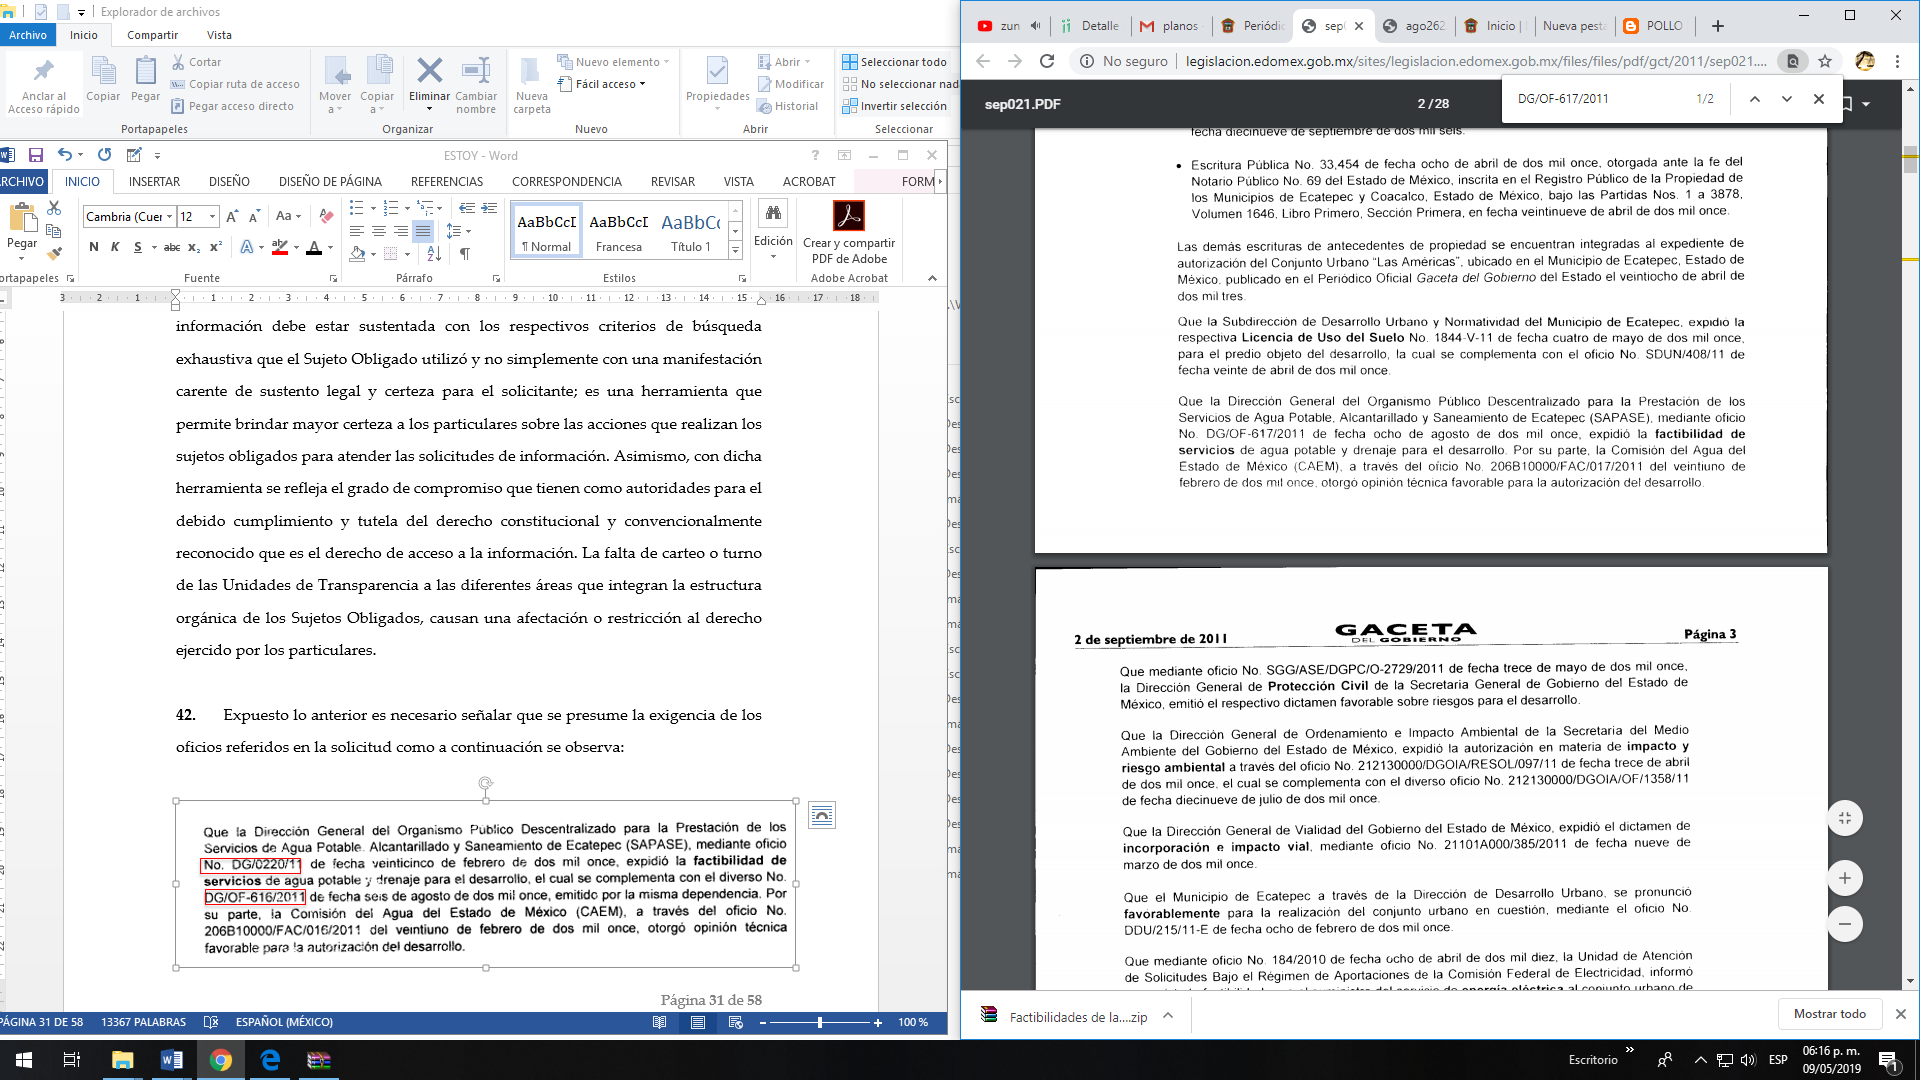 Explorador de archivos
Archivo Inicio Compartir Vista
Anclar al Acceso rápido
Copiar
Pegar
Cortar
Copiar ruta de acceso
Pegar acceso directo
Portapapeles
Mover a
Copiar a
Eliminar
Cambiar nombre
Organizar
Nueva carpeta
Nuevo elemento
Fácil acceso
Nuevo
Propiedades
Abrir
Modificar
Historial
Abrir
Seleccionar todo
No seleccionar nad
Invertir selección
Seleccionar
ESTOY - Word
ARCHIVO INICIO INSERTAR DISEÑO DISEÑO DE PÁGINA REFERENCIAS CORRESPONDENCIA REVISAR VISTA ACROBAT FORM
Pegar
Cambria (Cuer 12
N K S abc x₂ x²
AaBbCcI AaBbCcI AaBbCc
¶ Normal Francesa Título 1
Edición
Crear y compartir PDF de Adobe
ortapapeles Fuente Párrafo Estilos Adobe Acrobat
3 2 1 1 2 3 4 5 6 7 8 9 10 11 12 13 14 15 16 17 18
información debe estar sustentada con los respectivos criterios de búsqueda
exhaustiva que el Sujeto Obligado utilizó y no simplemente con una manifestación
carente de sustento legal y certeza para el solicitante; es una herramienta que
permite brindar mayor certeza a los particulares sobre las acciones que realizan los
sujetos obligados para atender las solicitudes de información. Asimismo, con dicha
herramienta se refleja el grado de compromiso que tienen como autoridades para el
debido cumplimiento y tutela del derecho constitucional y convencionalmente
reconocido que es el derecho de acceso a la información. La falta de carteo o turno
de las Unidades de Transparencia a las diferentes áreas que integran la estructura
orgánica de los Sujetos Obligados, causan una afectación o restricción al derecho
ejercido por los particulares.
42. Expuesto lo anterior es necesario señalar que se presume la exigencia de los
oficios referidos en la solicitud como a continuación se observa:
Que la Dirección General del Organismo Público Descentralizado para la Prestación de los
Servicios de Agua Potable, Alcantarillado y Saneamiento de Ecatepec (SAPASE), mediante oficio
No. DG/0220/11 de fecha veinticinco de febrero de dos mil once, expidió la factibilidad de
servicios de agua potable y drenaje para el desarrollo, el cual se complementa con el diverso No.
DG/OF-616/2011 de fecha seis de agosto de dos mil once, emitido por la misma dependencia. Por
su parte, la Comisión del Agua del Estado de México (CAEM), a través del oficio No.
206B10000/FAC/016/2011 del veintiuno de febrero de dos mil once, otorgó opinión técnica
favorable para la autorización del desarrollo.
Página 31 de 58
PÁGINA 31 DE 58 13367 PALABRAS ESPAÑOL (MÉXICO) 100 %
zun Detalle planos Periódic sep( ago262 Inicio | Nueva pest POLLO
No seguro legislacion.edomex.gob.mx/sites/legislacion.edomex.gob.mx/files/files/pdf/gct/2011/sep021....
sep021.PDF 2 / 28
DG/OF-617/2011 1/2
fecha diecinueve de septiembre de dos mil seis.
• Escritura Pública No. 33,454 de fecha ocho de abril de dos mil once, otorgada ante la fe del
Notario Público No. 69 del Estado de México, inscrita en el Registro Público de la Propiedad de
los Municipios de Ecatepec y Coacalco, Estado de México, bajo las Partidas Nos. 1 a 3878,
Volumen 1646, Libro Primero, Sección Primera, en fecha veintinueve de abril de dos mil once.
Las demás escrituras de antecedentes de propiedad se encuentran integradas al expediente de
autorización del Conjunto Urbano "Las Américas", ubicado en el Municipio de Ecatepec, Estado de
México, publicado en el Periódico Oficial Gaceta del Gobierno del Estado el veintiocho de abril de
dos mil tres.
Que la Subdirección de Desarrollo Urbano y Normatividad del Municipio de Ecatepec, expidió la
respectiva Licencia de Uso del Suelo No. 1844-V-11 de fecha cuatro de mayo de dos mil once,
para el predio objeto del desarrollo, la cual se complementa con el oficio No. SDUN/408/11 de
fecha veinte de abril de dos mil once.
Que la Dirección General del Organismo Público Descentralizado para la Prestación de los
Servicios de Agua Potable, Alcantarillado y Saneamiento de Ecatepec (SAPASE), mediante oficio
No. DG/OF-617/2011 de fecha ocho de agosto de dos mil once, expidió la factibilidad de
servicios de agua potable y drenaje para el desarrollo. Por su parte, la Comisión del Agua del
Estado de México (CAEM), a través del oficio No. 206B10000/FAC/017/2011 del veintiuno de
febrero de dos mil once, otorgó opinión técnica favorable para la autorización del desarrollo.
2 de septiembre de 2011 GACETA DEL GOBIERNO Página 3
Que mediante oficio No. SGG/ASE/DGPC/O-2729/2011 de fecha trece de mayo de dos mil once,
la Dirección General de Protección Civil de la Secretaría General de Gobierno del Estado de
México, emitió el respectivo dictamen favorable sobre riesgos para el desarrollo.
Que la Dirección General de Ordenamiento e Impacto Ambiental de la Secretaría del Medio
Ambiente del Gobierno del Estado de México, expidió la autorización en materia de impacto y
riesgo ambiental a través del oficio No. 212130000/DGOIA/RESOL/097/11 de fecha trece de abril
de dos mil once, el cual se complementa con el diverso oficio No. 212130000/DGOIA/OF/1358/11
de fecha diecinueve de julio de dos mil once.
Que la Dirección General de Vialidad del Gobierno del Estado de México, expidió el dictamen de
incorporación e impacto vial, mediante oficio No. 21101A000/385/2011 de fecha nueve de
marzo de dos mil once.
Que el Municipio de Ecatepec a través de la Dirección de Desarrollo Urbano, se pronunció
favorablemente para la realización del conjunto urbano en cuestión, mediante el oficio No.
DDU/215/11-E de fecha ocho de febrero de dos mil once.
Que mediante oficio No. 184/2010 de fecha ocho de abril de dos mil diez, la Unidad de Atención
de Solicitudes Bajo el Régimen de Aportaciones de la Comisión Federal de Electricidad, informó
Factibilidades de la....zip
Mostrar todo
Escritorio
ESP
06:16 p. m.
09/05/2019
1